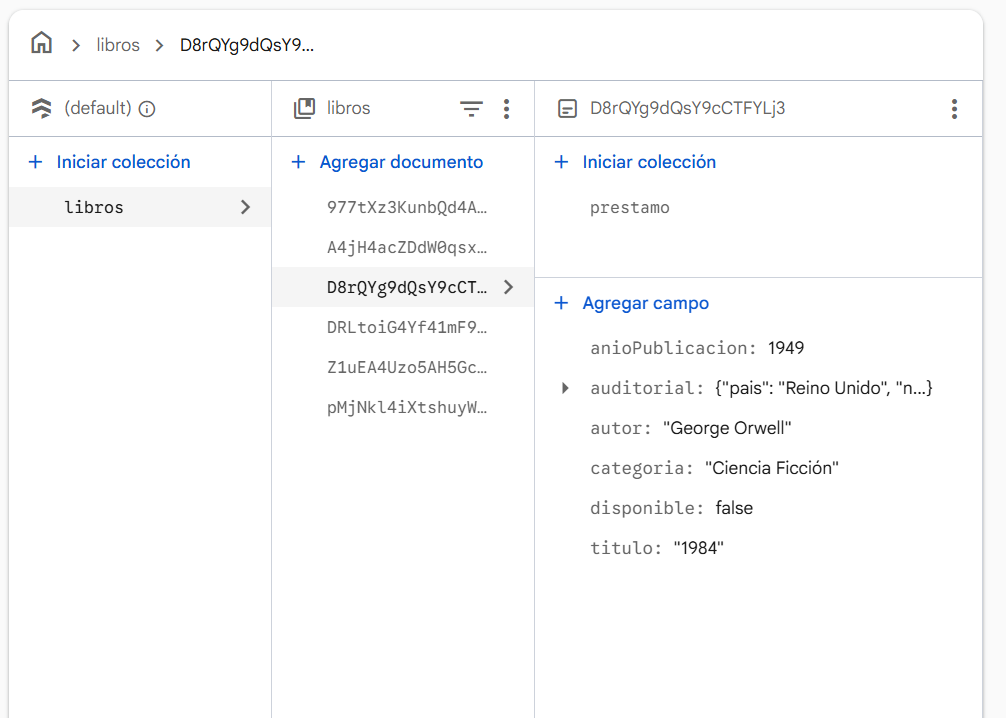 libros D8rQYg9dQsY9...
(default)
Iniciar colección
libros
libros
Agregar documento
977tXz3KunbQd4A…
A4jH4acZDdW0qsx…
D8rQYg9dQsY9cCT…
DRLtoiG4Yf41mF9…
Z1uEA4Uzo5AH5Gc…
pMjNkl4iXtshuyW…
D8rQYg9dQsY9cCTFYLj3
Iniciar colección
prestamo
Agregar campo
anioPublicacion: 1949
auditorial: {"pais": "Reino Unido", "n...}
autor: "George Orwell"
categoria: "Ciencia Ficción"
disponible: false
titulo: "1984"